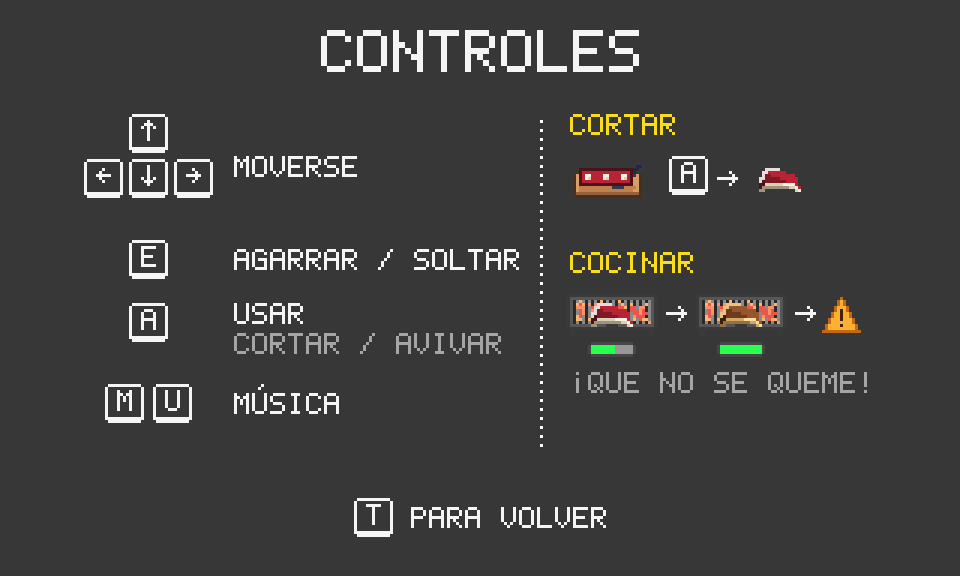 CONTROLES
↑
← ↓ → MOVERSE
E AGARRAR / SOLTAR
A USAR
CORTAR / AVIVAR
M U MÚSICA
CORTAR
A →
COCINAR
→ → !
¡QUE NO SE QUEME!
T PARA VOLVER